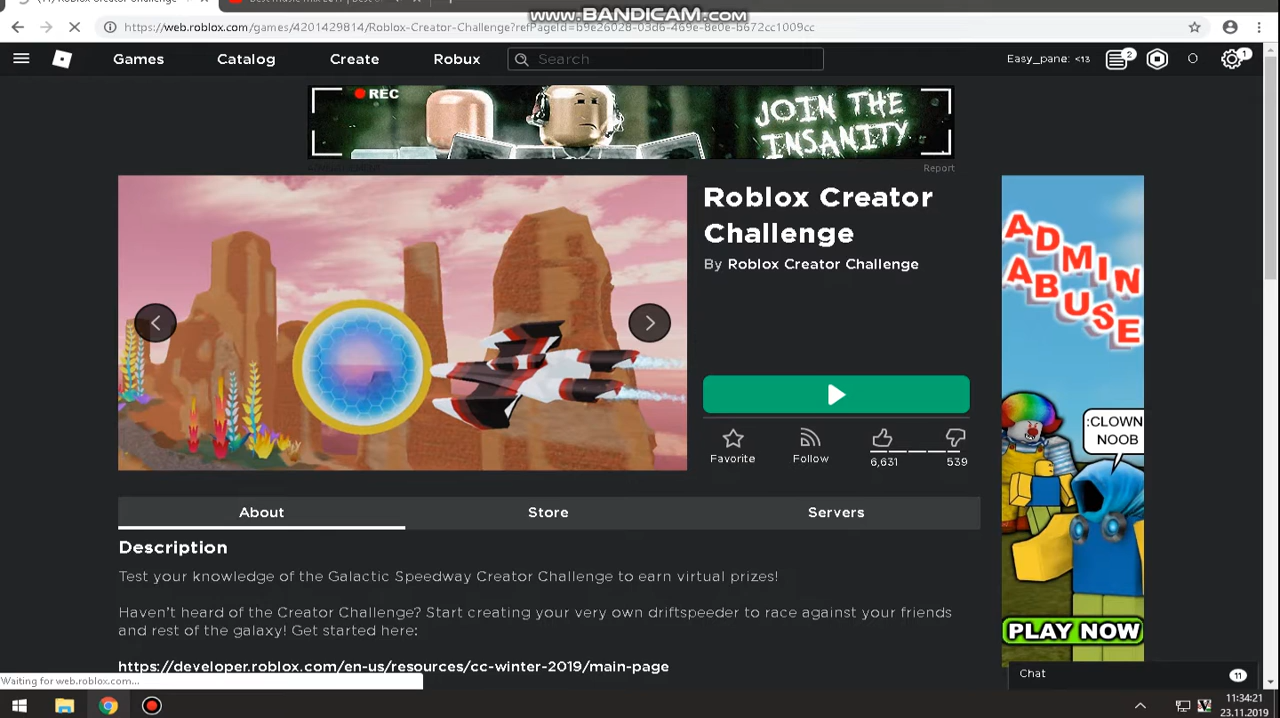 www.BANDICAM.com
https://web.roblox.com/games/4201429814/Roblox-Creator-Challenge?refPageId=b9e26028-03d6-469e-8e0e-b672cc1009cc
Games
Catalog
Create
Robux
Search
Easy_pane: <13
2
1
REC
JOIN THE
INSANITY
Report
Roblox Creator
Challenge
By Roblox Creator Challenge
ADMIN
ABUSE
:CLOWN
NOOB
PLAY NOW
Favorite
Follow
6,631
539
About
Store
Servers
Description
Test your knowledge of the Galactic Speedway Creator Challenge to earn virtual prizes!
Haven't heard of the Creator Challenge? Start creating your very own driftspeeder to race against your friends
and rest of the galaxy! Get started here:
https://developer.roblox.com/en-us/resources/cc-winter-2019/main-page
Waiting for web.roblox.com...
Chat
11
11:34:21
23.11.2019